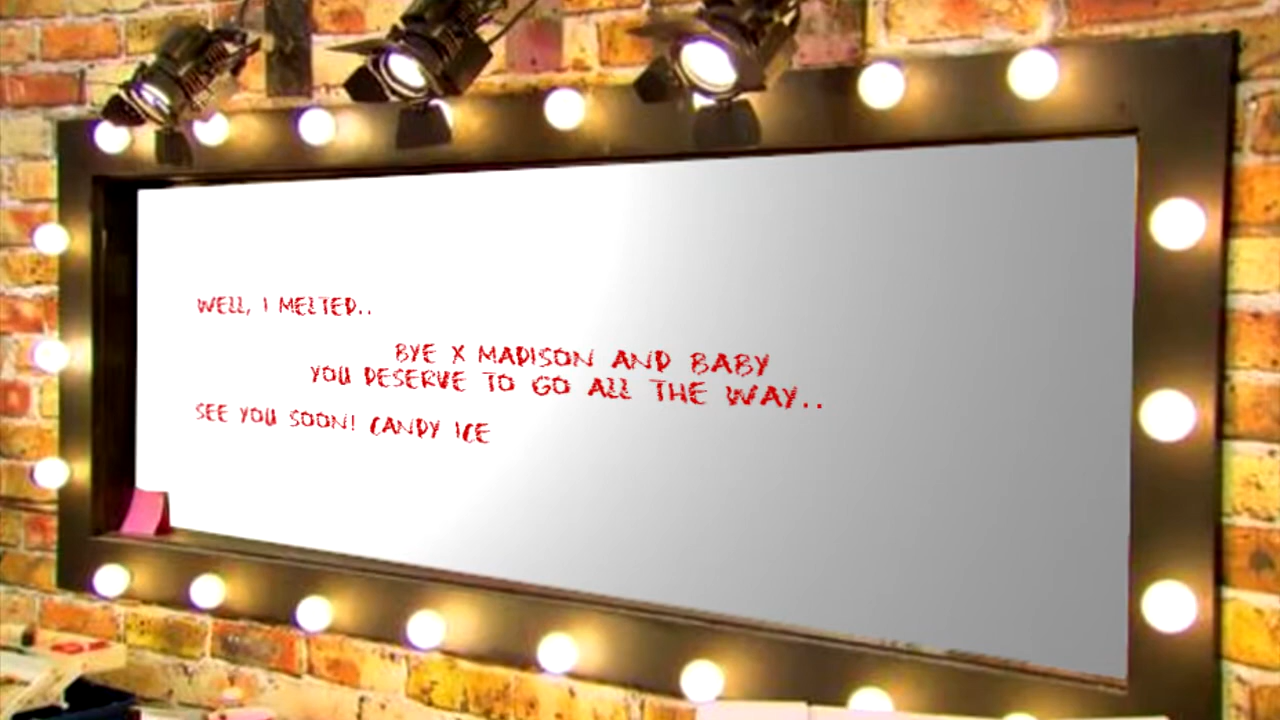 WELL, I MELTED..
BYE X MADISON AND BABY
YOU DESERVE TO GO ALL THE WAY..
SEE YOU SOON! CANDY ICE